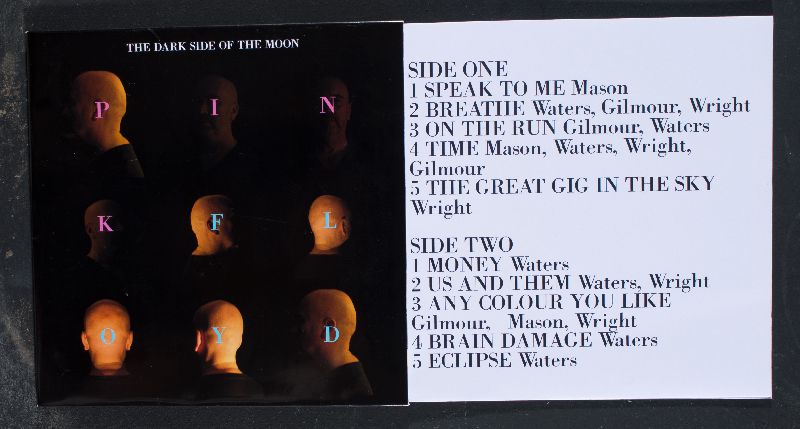 THE DARK SIDE OF THE MOON
P I N
K F L
O Y D
SIDE ONE
1 SPEAK TO ME Mason
2 BREATHE Waters, Gilmour, Wright
3 ON THE RUN Gilmour, Waters
4 TIME Mason, Waters, Wright,
Gilmour
5 THE GREAT GIG IN THE SKY
Wright
SIDE TWO
1 MONEY Waters
2 US AND THEM Waters, Wright
3 ANY COLOUR YOU LIKE
Gilmour, Mason, Wright
4 BRAIN DAMAGE Waters
5 ECLIPSE Waters